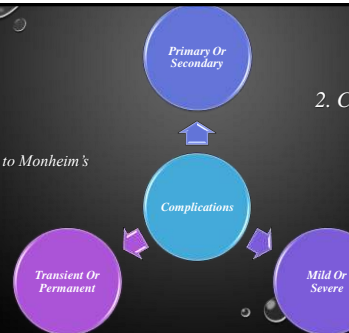 Primary Or
Secondary
2. C
to Monheim's
Complications
Transient Or
Permanent
Mild Or
Severe